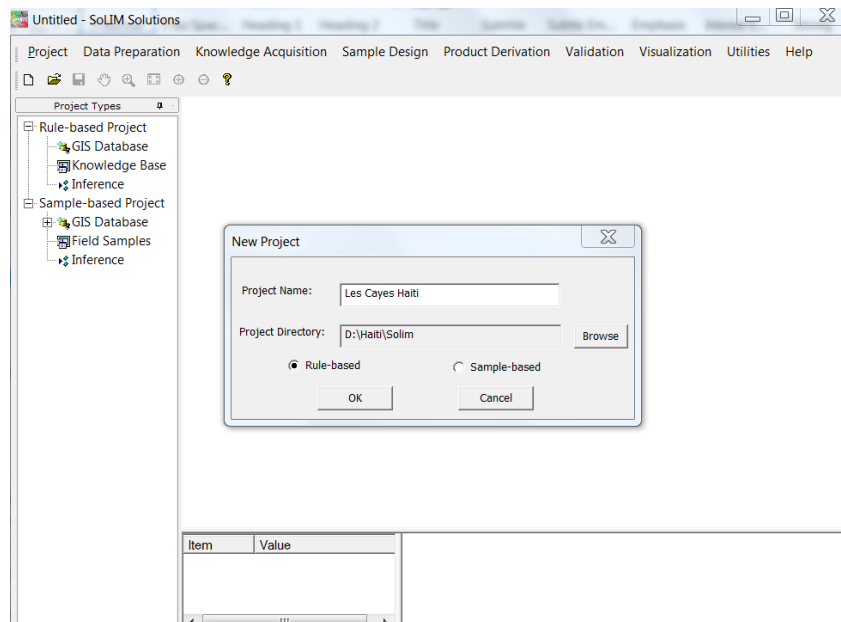 Untitled - SoLIM Solutions
Project Data Preparation Knowledge Acquisition Sample Design Product Derivation Validation Visualization Utilities Help
Project Types
Rule-based Project
GIS Database
Knowledge Base
Inference
Sample-based Project
GIS Database
Field Samples
Inference
New Project
Project Name: Les Cayes Haiti
Project Directory: D:\Haiti\Solim Browse
Rule-based Sample-based
OK Cancel
Item Value